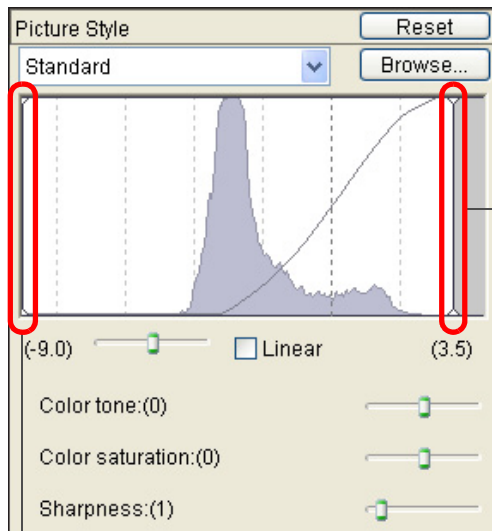 Picture Style Reset
Standard Browse...
(-9.0) Linear (3.5)
Color tone:(0)
Color saturation:(0)
Sharpness:(1)